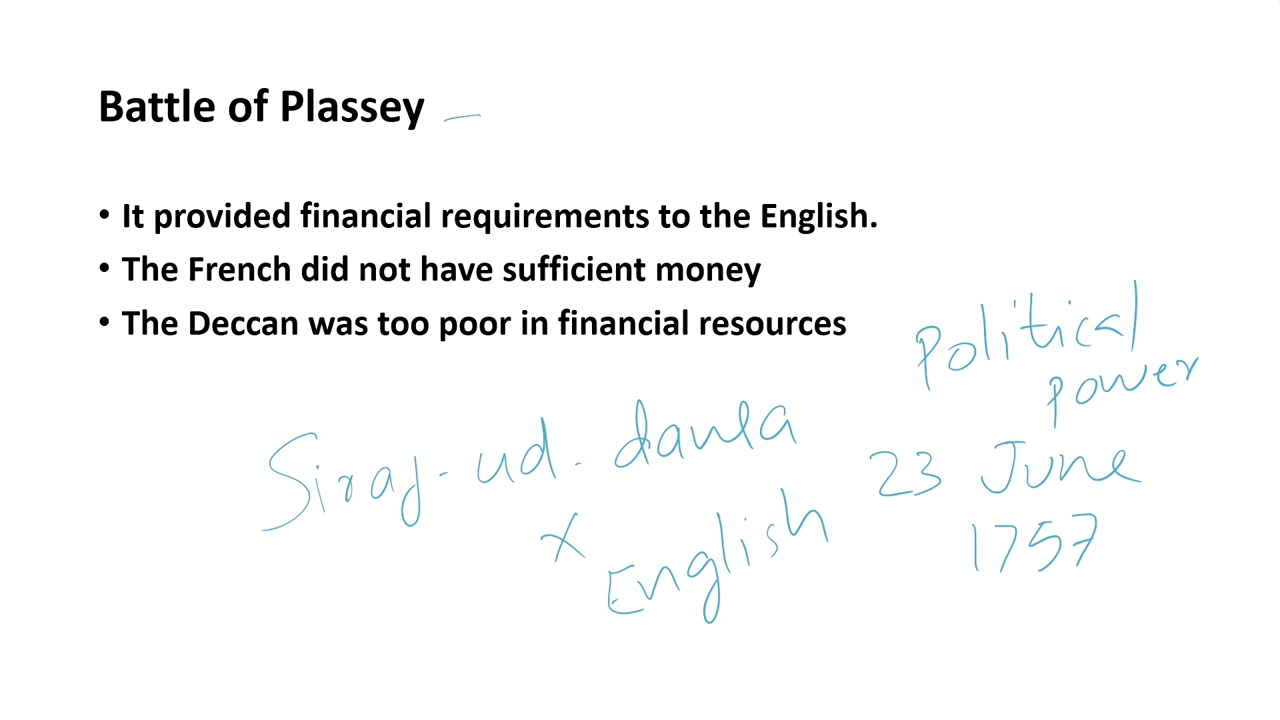 Battle of Plassey –
• It provided financial requirements to the English.
• The French did not have sufficient money
• The Deccan was too poor in financial resources
Political
power
Siraj-ud-daula
×
English
23 June
1757